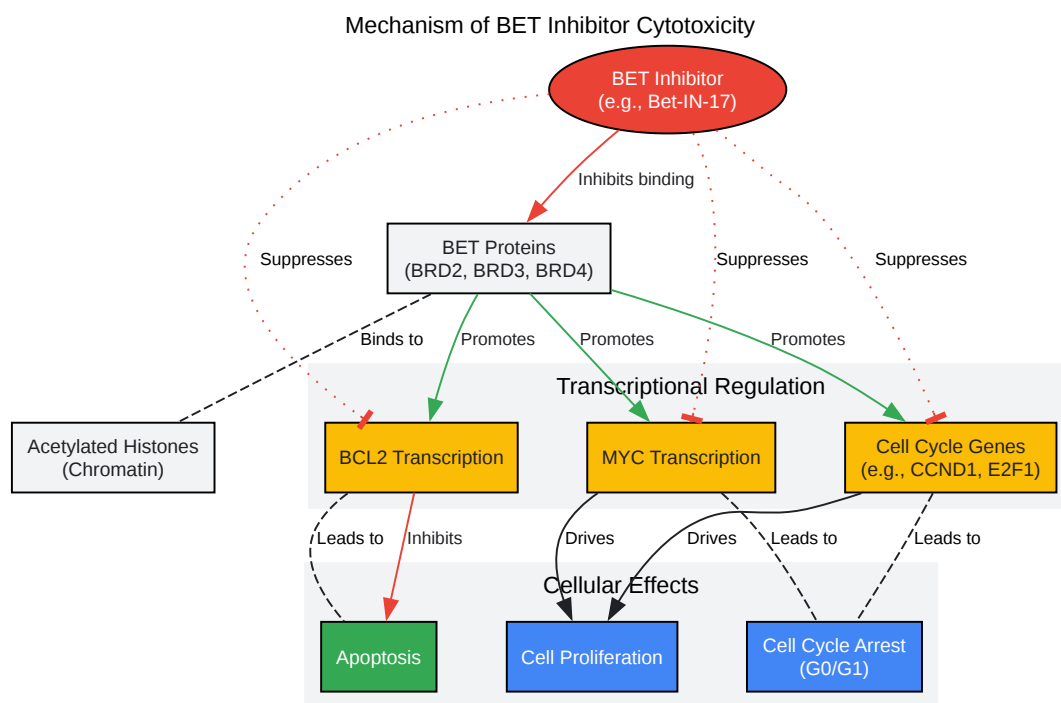 Mechanism of BET Inhibitor Cytotoxicity
BET Inhibitor
(e.g., Bet-IN-17)
Inhibits binding
BET Proteins
(BRD2, BRD3, BRD4)
Suppresses
Suppresses
Suppresses
Binds to
Promotes
Promotes
Promotes
Transcriptional Regulation
Acetylated Histones
(Chromatin)
BCL2 Transcription
MYC Transcription
Cell Cycle Genes
(e.g., CCND1, E2F1)
Leads to
Inhibits
Drives
Drives
Leads to
Leads to
Cellular Effects
Apoptosis
Cell Proliferation
Cell Cycle Arrest
(G0/G1)